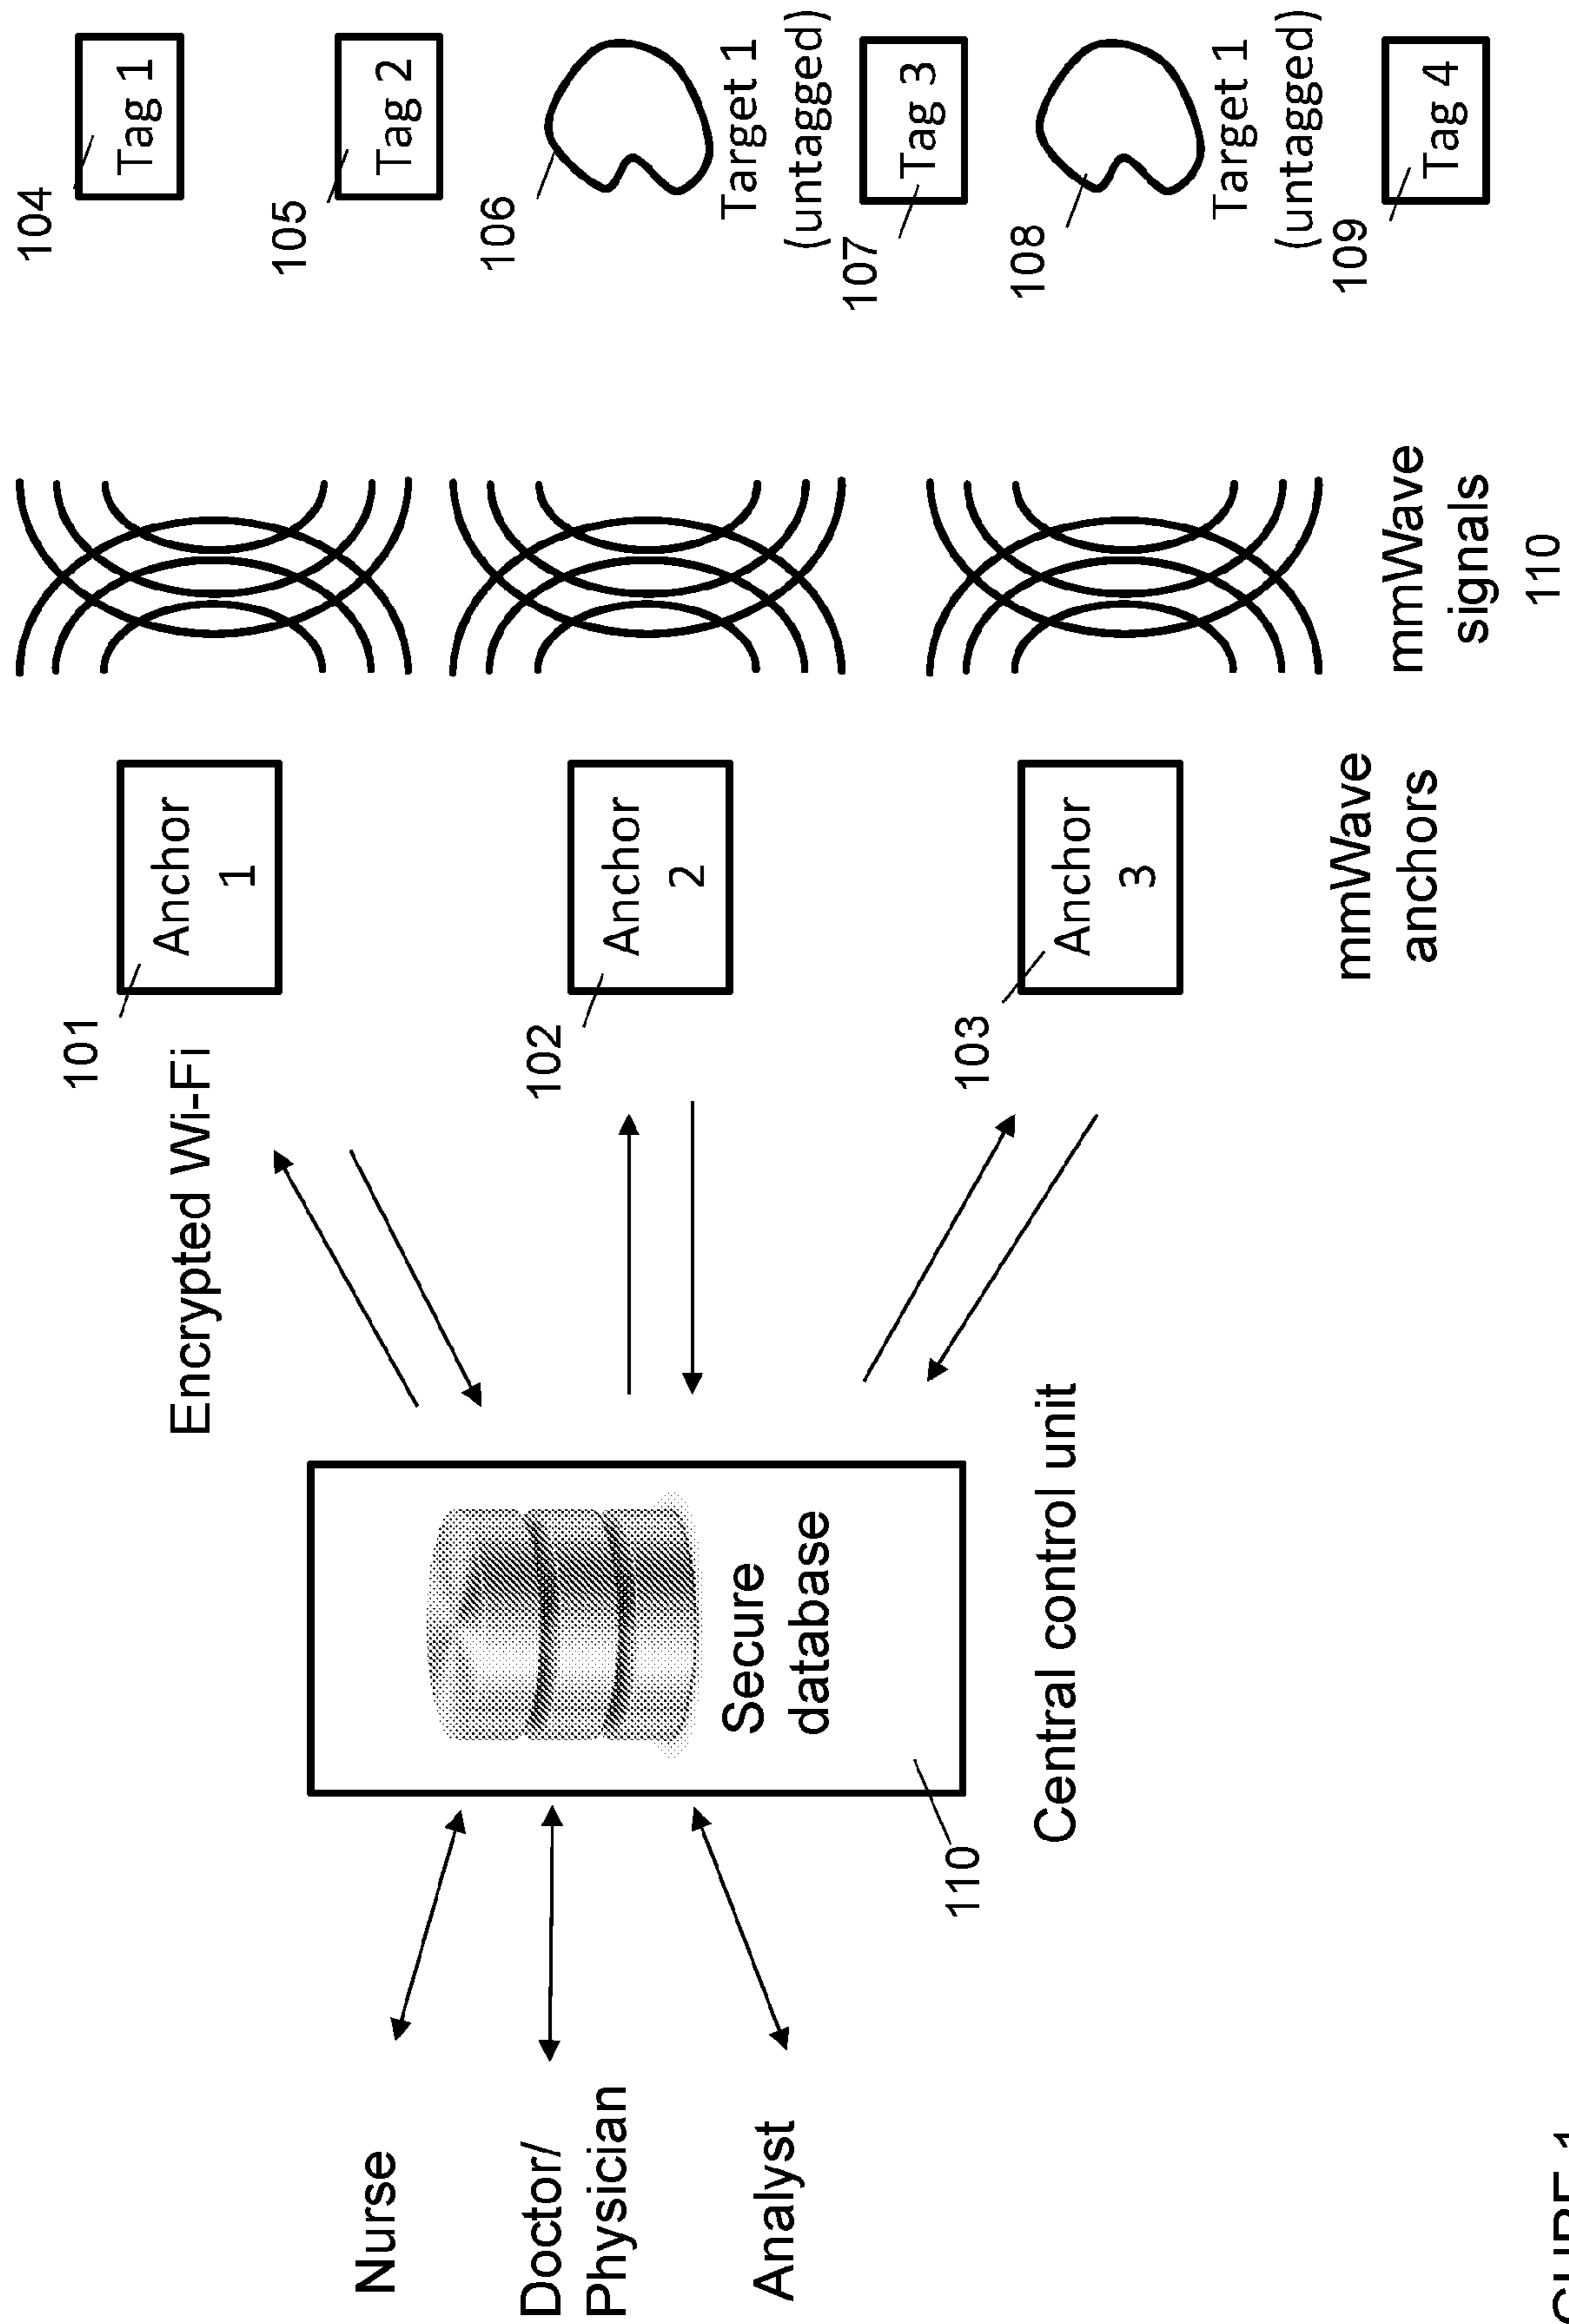 Nurse
Doctor/
Physician
Analyst
Secure
database
110
Central control unit
Encrypted Wi-Fi
101
Anchor
1
102
Anchor
2
103
Anchor
3
mmWave
anchors
mmWave
signals
110
104
Tag 1
105
Tag 2
106
Target 1
(untagged)
107
Tag 3
108
Target 1
(untagged)
109
Tag 4